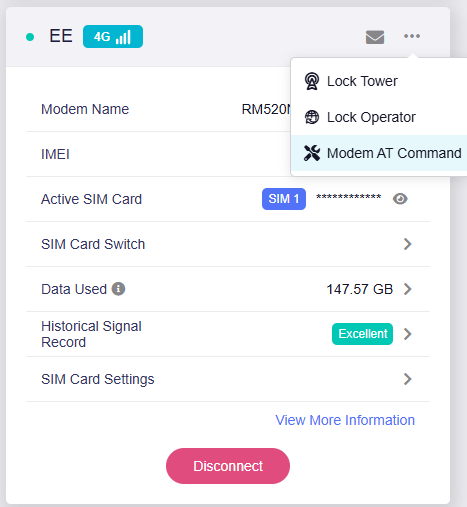 EE 4G
Lock Tower
Lock Operator
Modem AT Command
Modem Name RM520N
IMEI
Active SIM Card SIM 1 ************
SIM Card Switch
Data Used 147.57 GB
Historical Signal
Record
Excellent
SIM Card Settings
View More Information
Disconnect